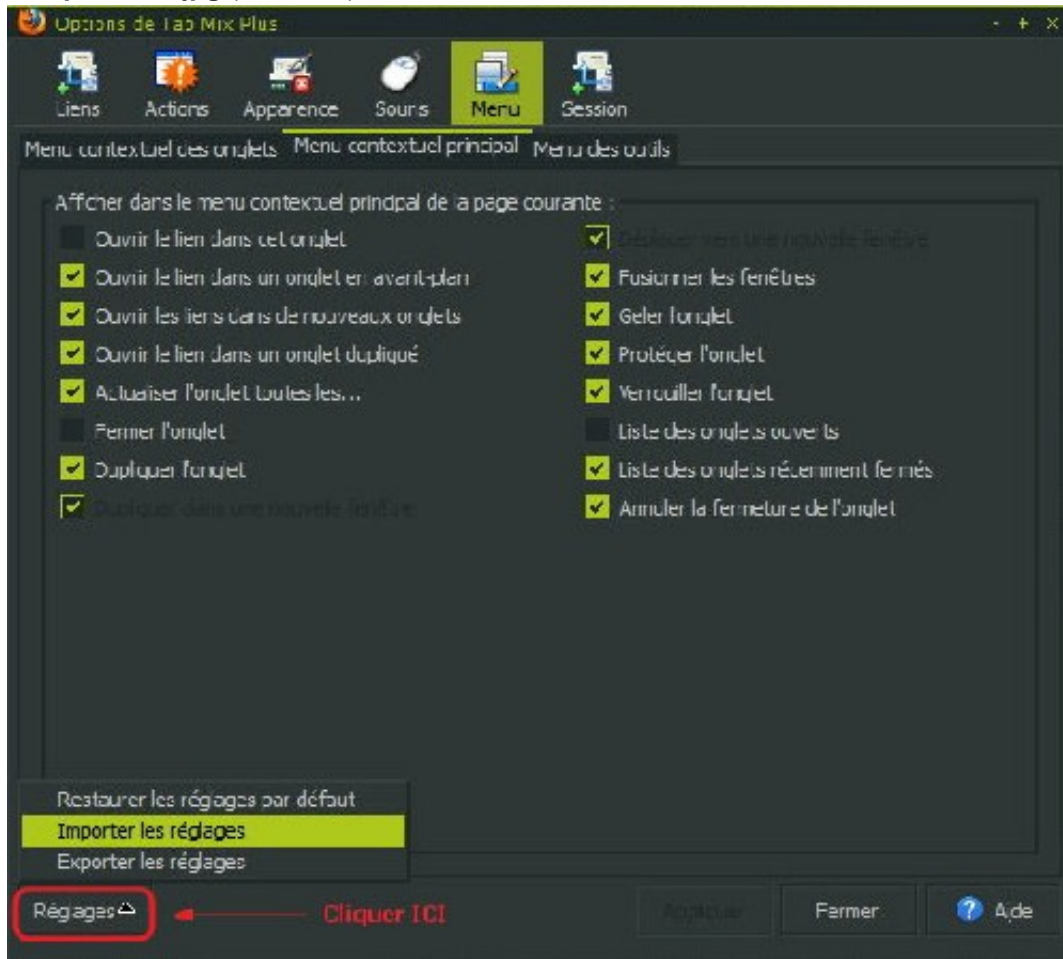 Options de Tab Mix Plus
Liens Actions Apparence Souris Menu Session
Menu contextuel des onglets Menu contextuel principal Menu des outils
Afficher dans le menu contextuel principal de la page courante :
Ouvrir le lien dans cet onglet
Ouvrir le lien dans un onglet en avant-plan
Ouvrir les liens dans de nouveaux onglets
Ouvrir le lien dans un onglet dupliqué
Actualiser l'onglet toutes les...
Fermer l'onglet
Dupliquer l'onglet
Dupliquer dans une nouvelle fenêtre
Déplacer vers une nouvelle fenêtre
Fusionner les fenêtres
Geler l'onglet
Protéger l'onglet
Verrouiller l'onglet
Liste des onglets ouverts
Liste des onglets récemment fermés
Annuler la fermeture de l'onglet
Restaurer les réglages par défaut
Importer les réglages
Exporter les réglages
Réglages Cliquer ICI Appliquer Fermer Aide